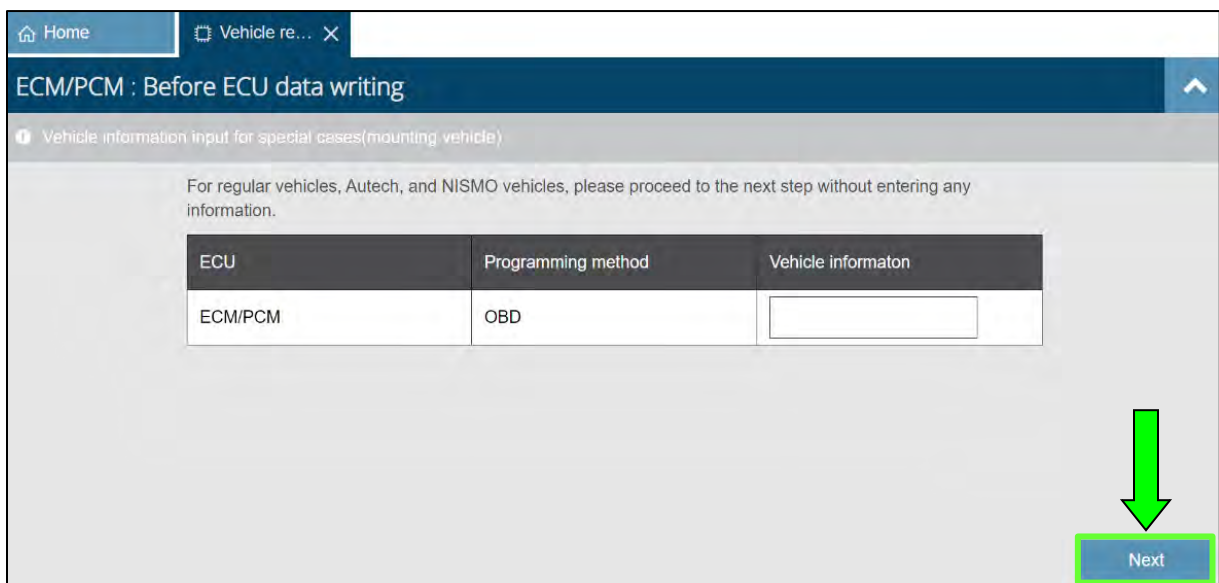 Home
Vehicle re...
ECM/PCM : Before ECU data writing
Vehicle information input for special cases(mounting vehicle)
For regular vehicles, Autech, and NISMO vehicles, please proceed to the next step without entering any
information.
ECU Programming method Vehicle informaton
ECM/PCM OBD
Next